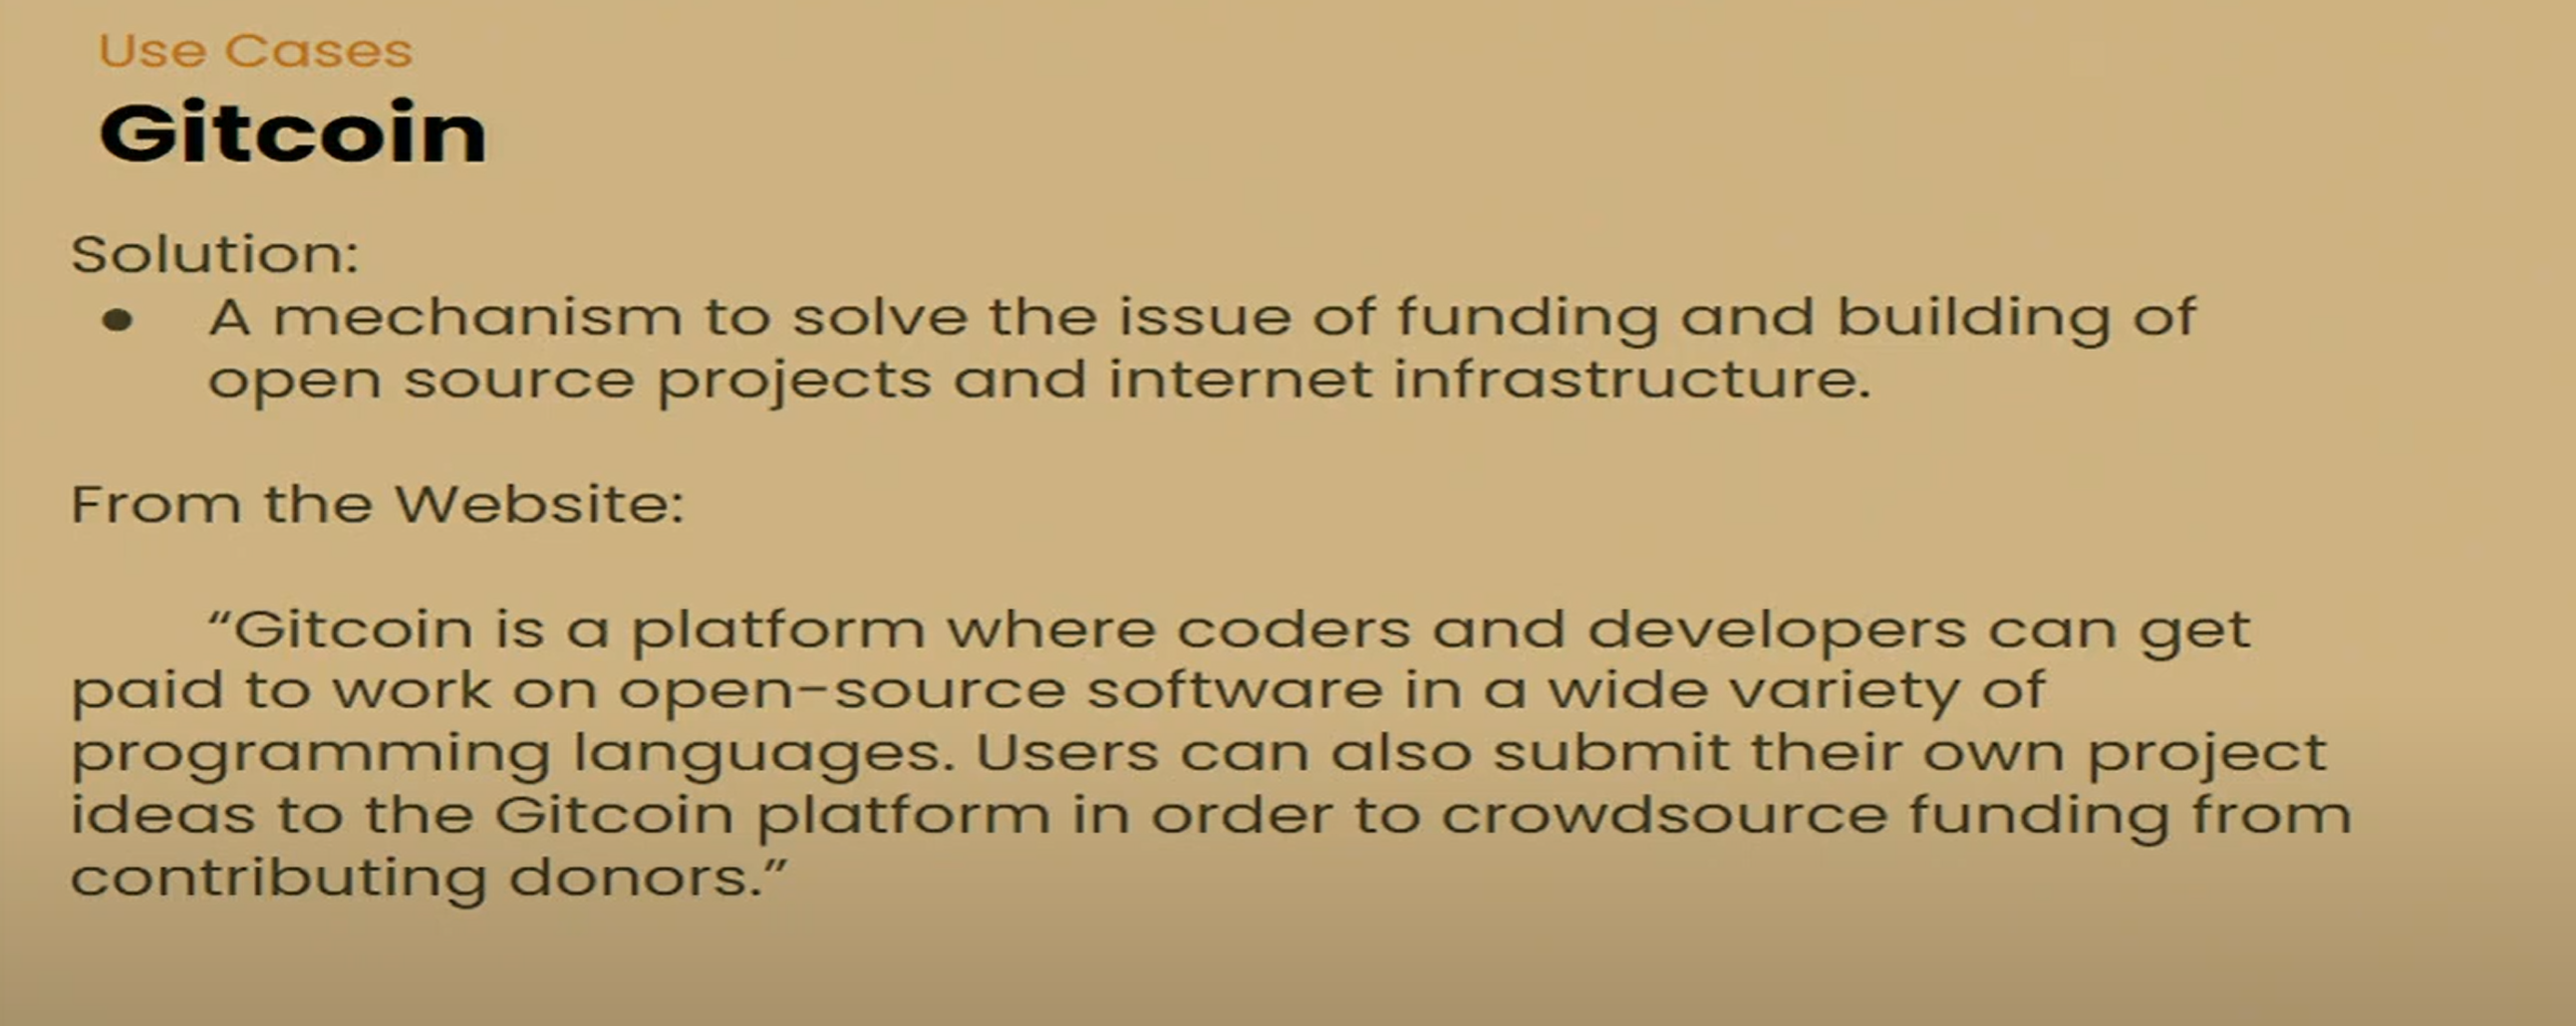 Use Cases
Gitcoin
Solution:
● A mechanism to solve the issue of funding and building of
open source projects and internet infrastructure.
From the Website:
“Gitcoin is a platform where coders and developers can get
paid to work on open-source software in a wide variety of
programming languages. Users can also submit their own project
ideas to the Gitcoin platform in order to crowdsource funding from
contributing donors.”